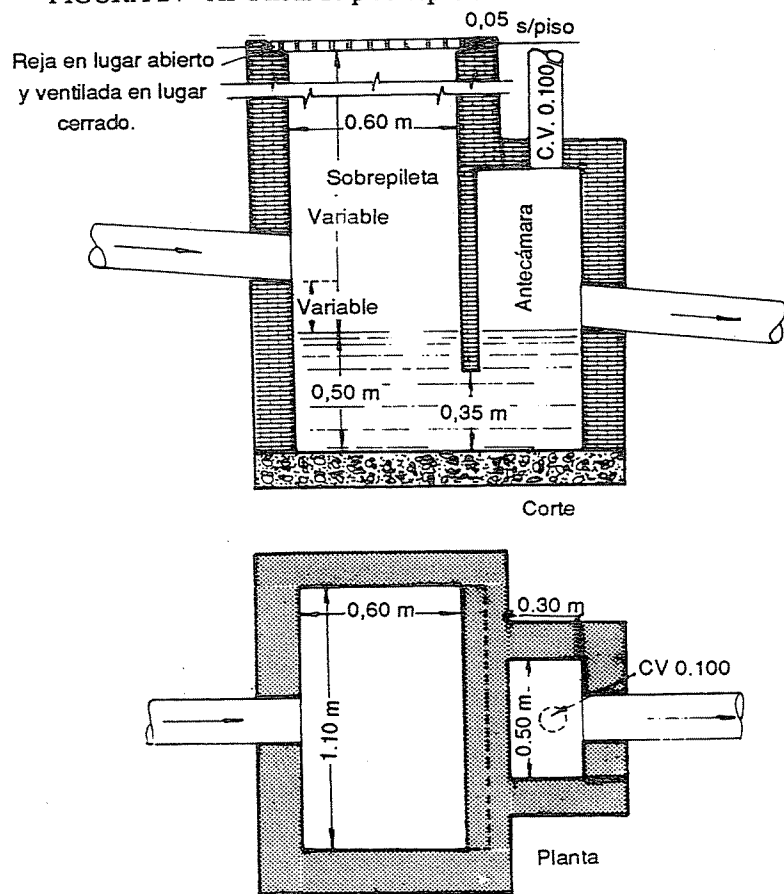 0,05 s/piso
Reja en lugar abierto
y ventilada en lugar
cerrado.
0.60 m
C.V. 0.100
Sobrepileta
Variable
Antecámara
Variable
0,50 m
0,35 m
Corte
0,60 m
0.30 m
CV 0.100
1.10 m
0.50 m
Planta